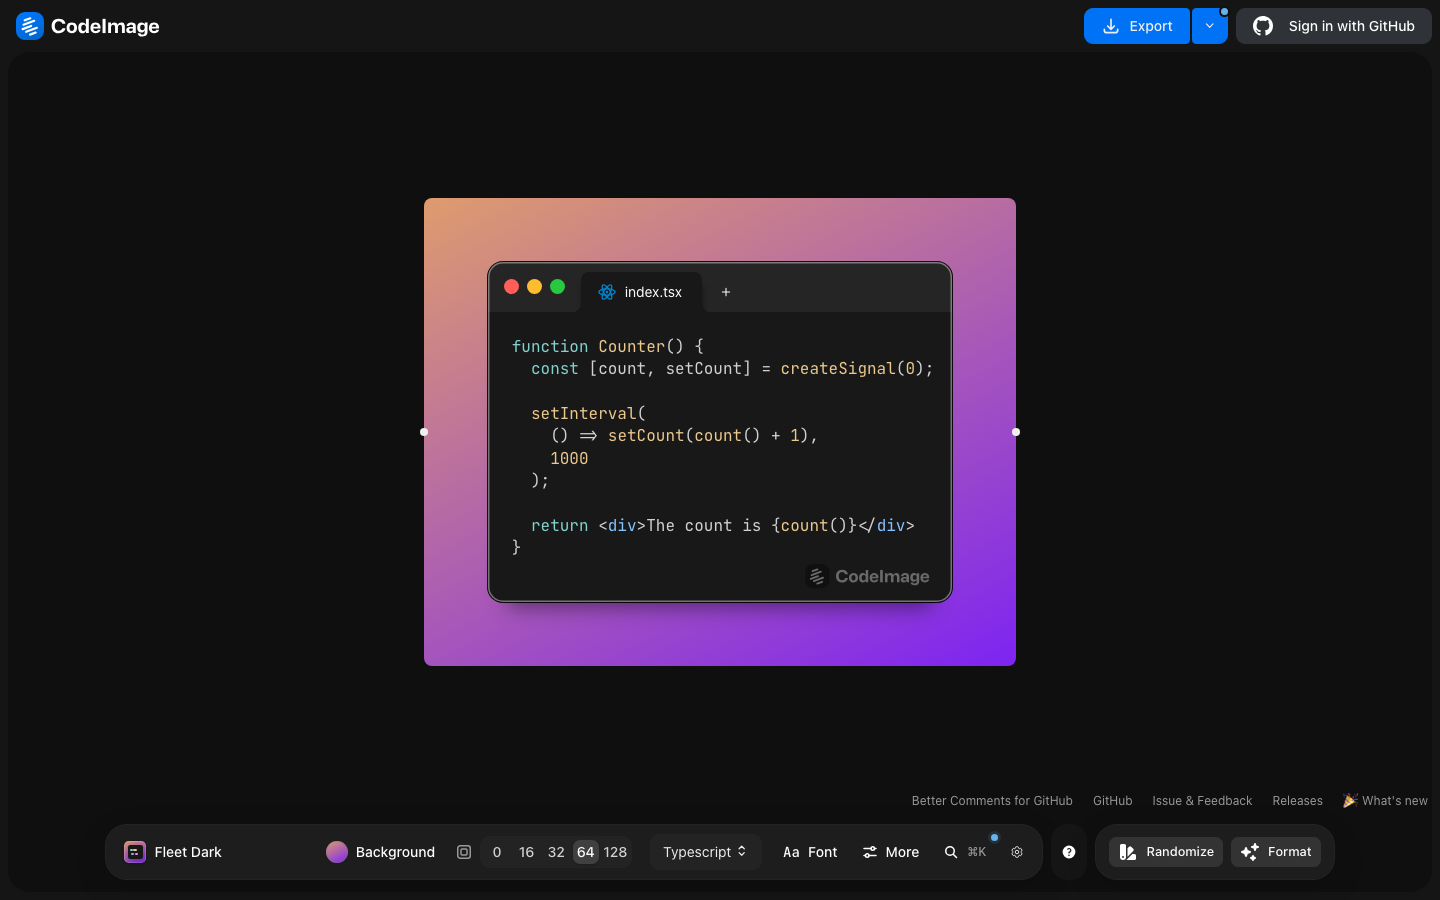 CodeImage
Export
Sign in with GitHub
index.tsx
+
function Counter() {
  const [count, setCount] = createSignal(0);
  setInterval(
    () => setCount(count() + 1),
    1000
  );
  return <div>The count is {count()}</div>
}
CodeImage
Better Comments for GitHub GitHub Issue & Feedback Releases 🎉 What's new
Fleet Dark Background 0 16 32 64 128 Typescript Aa Font More ⌘K ? Randomize Format